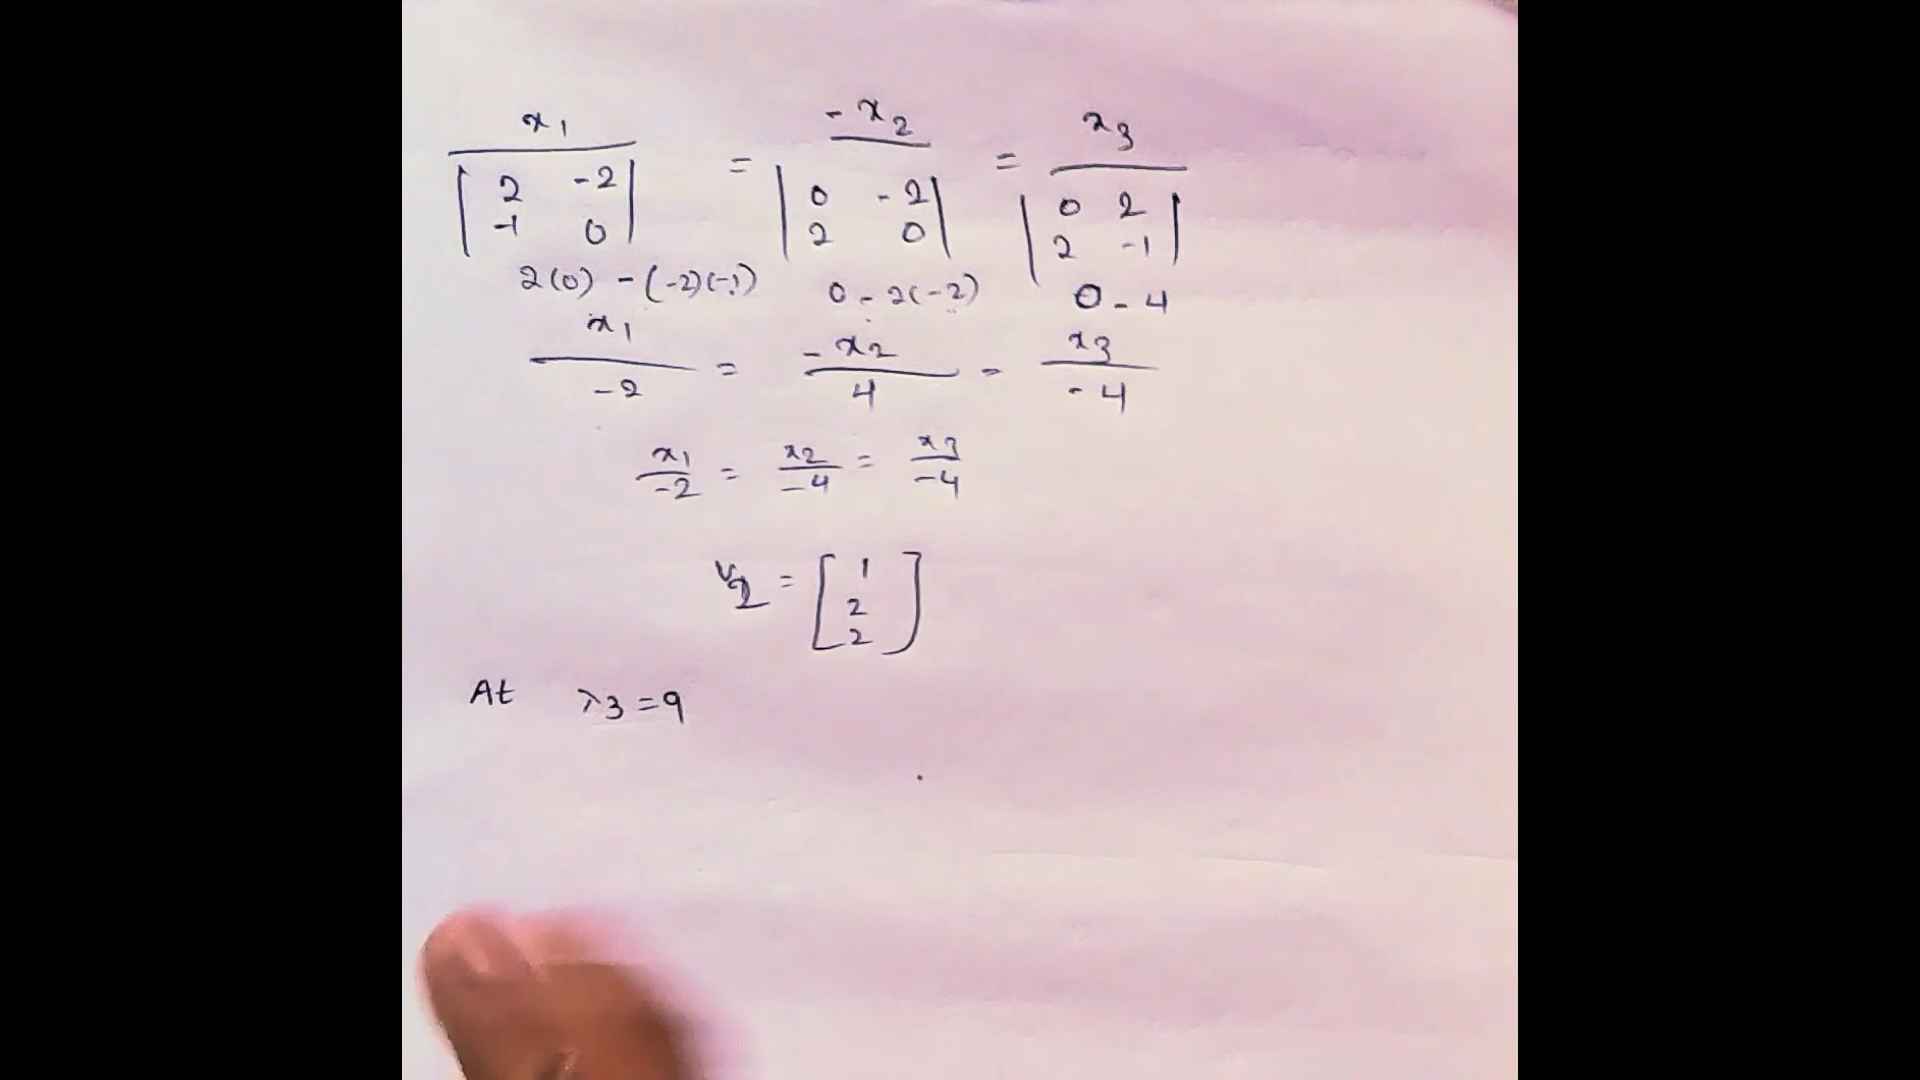 x1 = -x2 = x3
|2 -2| |0 -2| |0 2|
|-1 0| |2 0| |2 -1|
2(0) - (-2)(-1) 0 - 2(-2) 0 - 4
x1 = -x2 = x3
-2 4 -4
x1 = x2 = x3
-2 -4 -4
v2 = [1
2
2]
At λ3 = 9